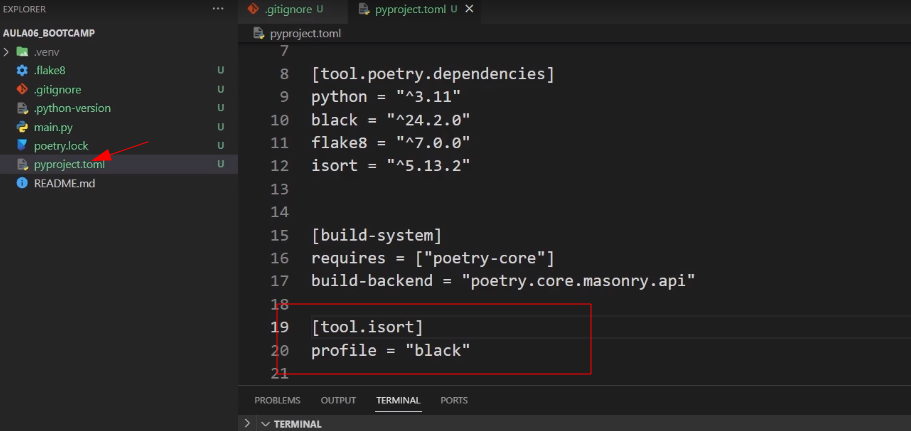 EXPLORER
···
.gitignore U
pyproject.toml U
AULA06_BOOTCAMP
pyproject.toml
.venv
.flake8 U
.gitignore U
.python-version U
main.py U
poetry.lock U
pyproject.toml U
README.md
7
8 [tool.poetry.dependencies]
9 python = "^3.11"
10 black = "^24.2.0"
11 flake8 = "^7.0.0"
12 isort = "^5.13.2"
13
14
15 [build-system]
16 requires = ["poetry-core"]
17 build-backend = "poetry.core.masonry.api"
18
19 [tool.isort]
20 profile = "black"
21
PROBLEMS OUTPUT TERMINAL PORTS
TERMINAL